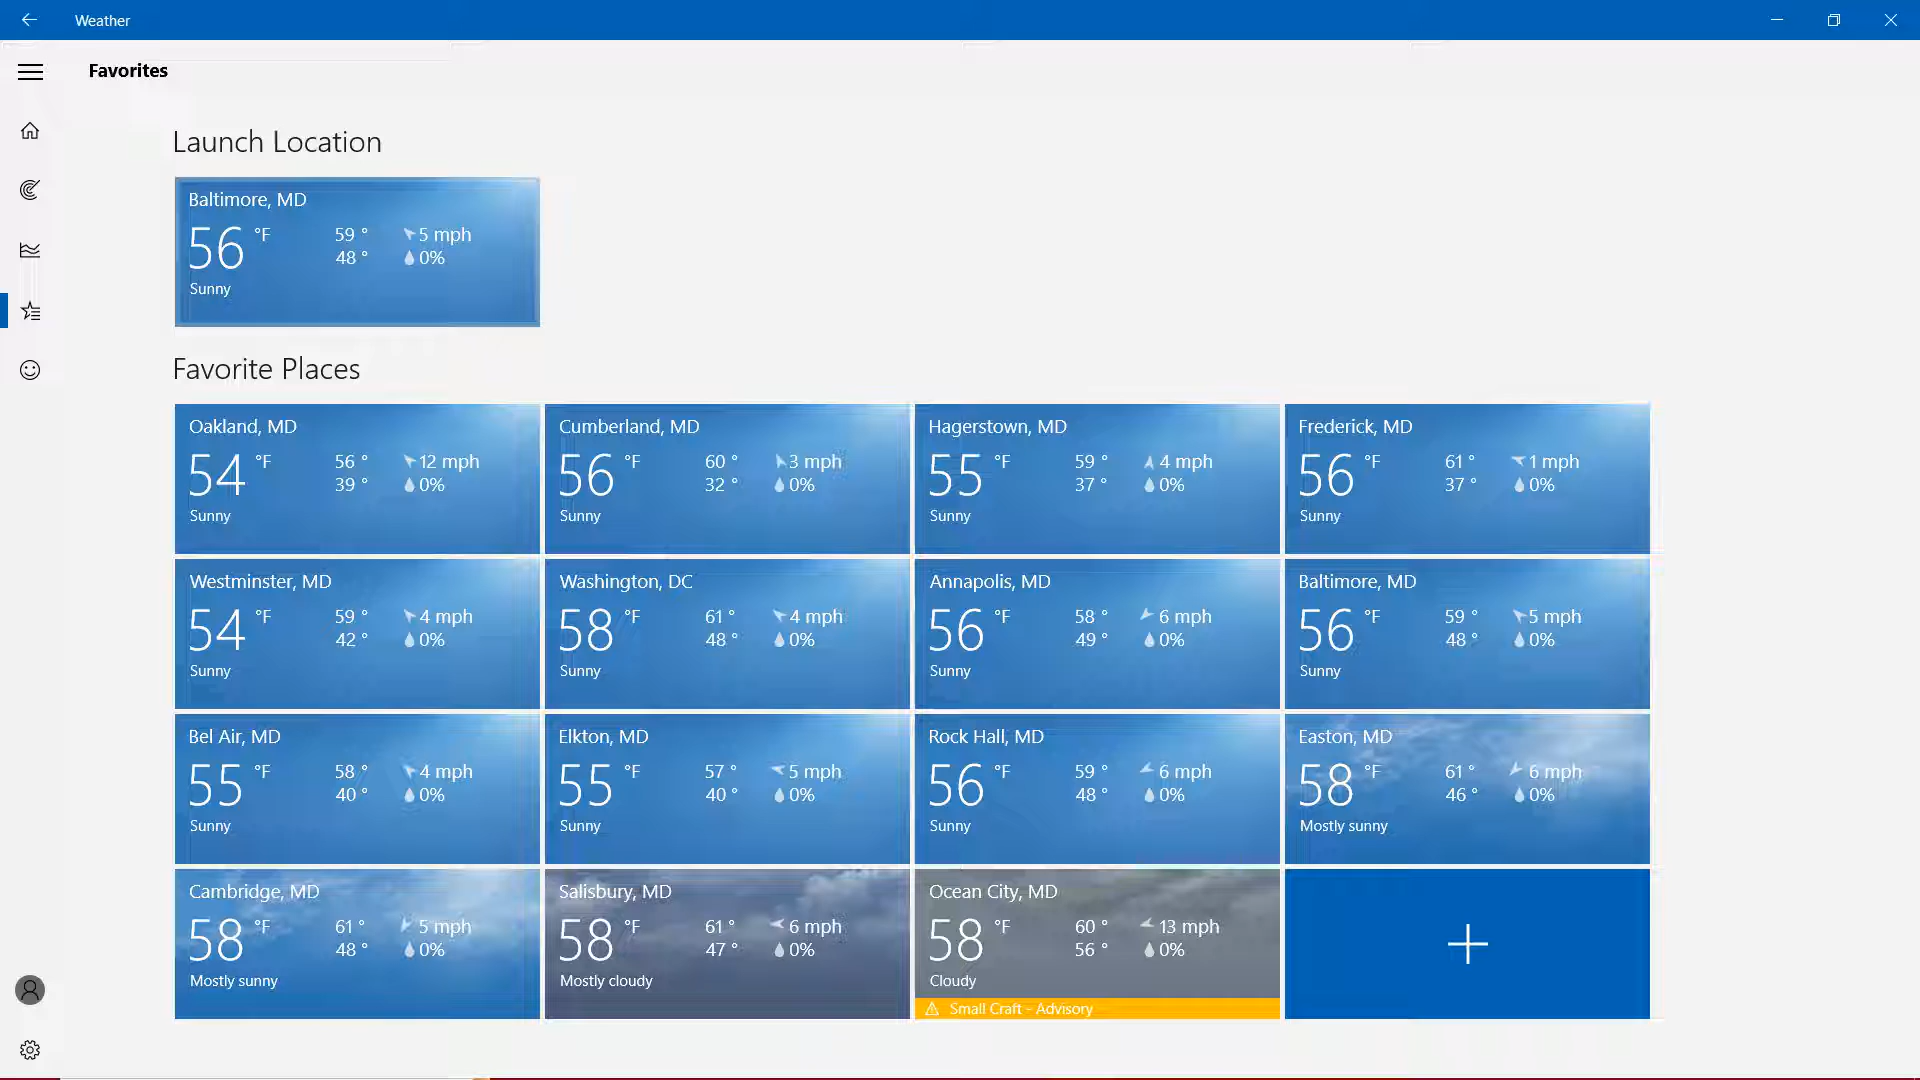 Weather
Favorites
Launch Location
Baltimore, MD
56 °F 59 ° 5 mph
48 ° 0%
Sunny
Favorite Places
Oakland, MD
54 °F 56 ° 12 mph
39 ° 0%
Sunny
Cumberland, MD
56 °F 60 ° 3 mph
32 ° 0%
Sunny
Hagerstown, MD
55 °F 59 ° 4 mph
37 ° 0%
Sunny
Frederick, MD
56 °F 61 ° 1 mph
37 ° 0%
Sunny
Westminster, MD
54 °F 59 ° 4 mph
42 ° 0%
Sunny
Washington, DC
58 °F 61 ° 4 mph
48 ° 0%
Sunny
Annapolis, MD
56 °F 58 ° 6 mph
49 ° 0%
Sunny
Baltimore, MD
56 °F 59 ° 5 mph
48 ° 0%
Sunny
Bel Air, MD
55 °F 58 ° 4 mph
40 ° 0%
Sunny
Elkton, MD
55 °F 57 ° 5 mph
40 ° 0%
Sunny
Rock Hall, MD
56 °F 59 ° 6 mph
48 ° 0%
Sunny
Easton, MD
58 °F 61 ° 6 mph
46 ° 0%
Mostly sunny
Cambridge, MD
58 °F 61 ° 5 mph
48 ° 0%
Mostly sunny
Salisbury, MD
58 °F 61 ° 6 mph
47 ° 0%
Mostly cloudy
Ocean City, MD
58 °F 60 ° 13 mph
56 ° 0%
Cloudy
Small Craft - Advisory